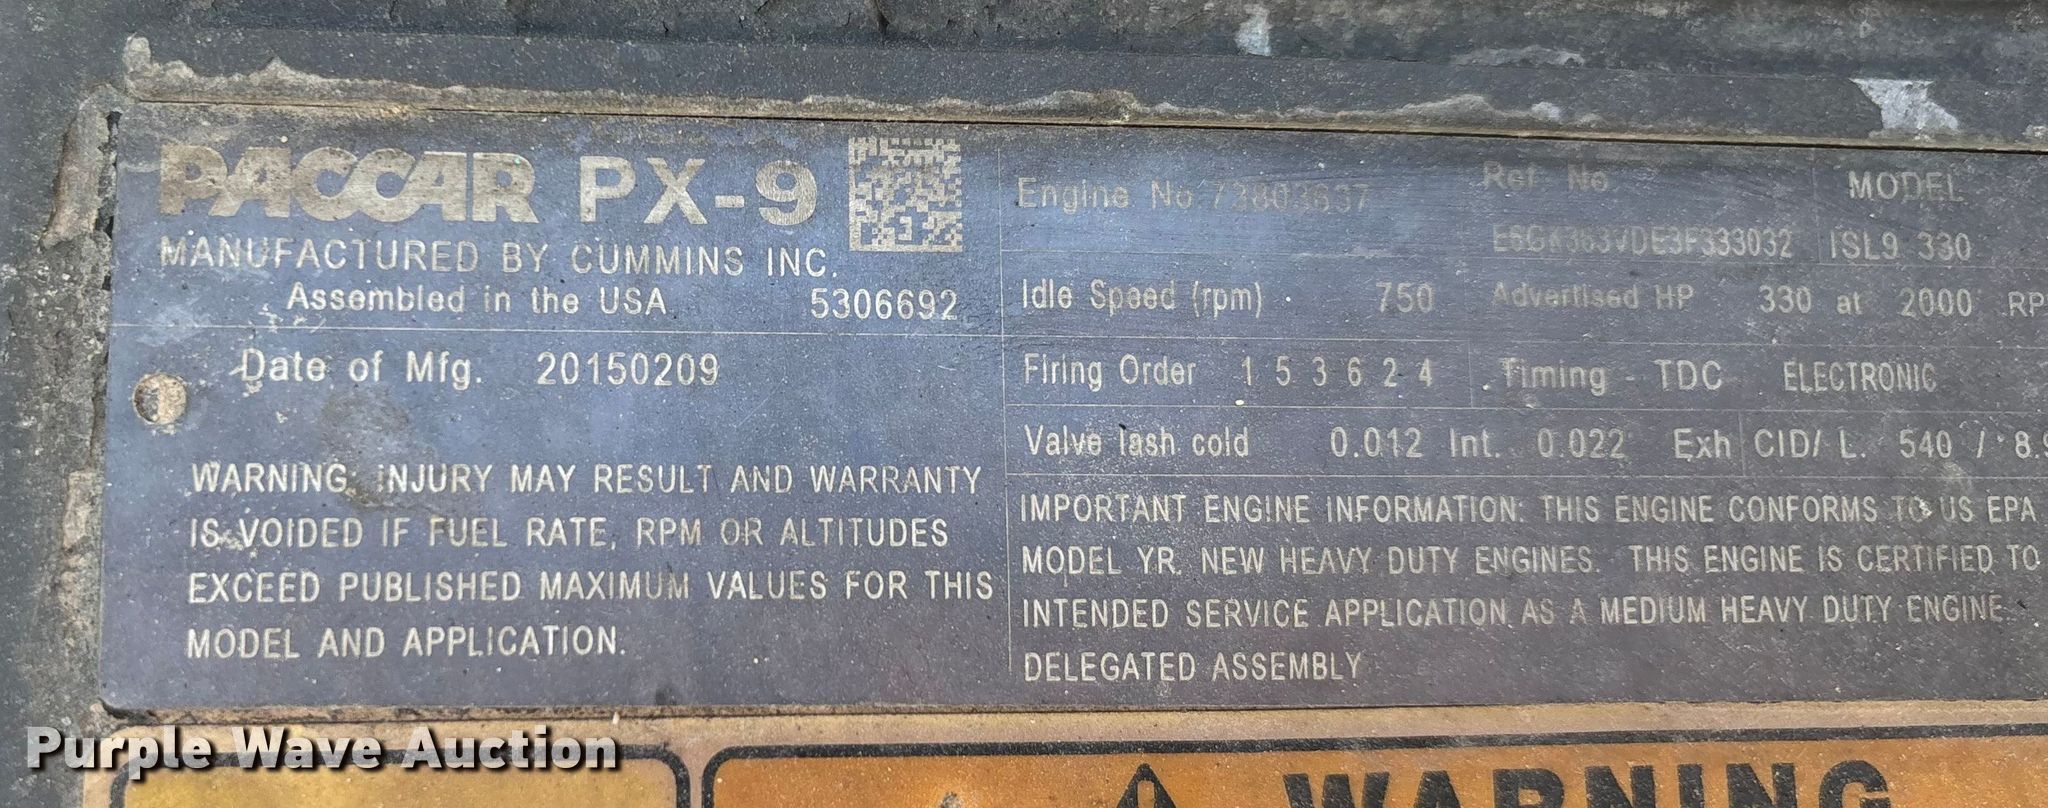 PACCAR PX-9
MANUFACTURED BY CUMMINS INC.
Assembled in the USA 5306692
Date of Mfg. 20150209
WARNING: INJURY MAY RESULT AND WARRANTY
IS VOIDED IF FUEL RATE, RPM OR ALTITUDES
EXCEED PUBLISHED MAXIMUM VALUES FOR THIS
MODEL AND APPLICATION.
Engine No
Ref. No. MODEL
ISL9 330
Idle Speed (rpm) 750 Advertised HP 330 at 2000
Firing Order 1 5 3 6 2 4 Timing - TDC ELECTRONIC
Valve lash cold 0.012 Int. 0.022 Exh CID/ L. 540 / 8.9
IMPORTANT ENGINE INFORMATION: THIS ENGINE CONFORMS TO US EPA
MODEL YR. NEW HEAVY DUTY ENGINES. THIS ENGINE IS CERTIFIED TO
INTENDED SERVICE APPLICATION AS A MEDIUM HEAVY DUTY ENGINE.
DELEGATED ASSEMBLY
WARNING
Purple Wave Auction